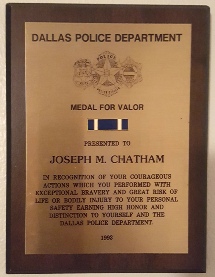 DALLAS POLICE DEPARTMENT
MEDAL FOR VALOR
PRESENTED TO
JOSEPH M. CHATHAM
IN RECOGNITION OF YOUR COURAGEOUS
ACTIONS WHICH YOU PERFORMED WITH
EXCEPTIONAL BRAVERY AND GREAT RISK OF
LIFE OR BODILY INJURY TO YOUR PERSONAL
SAFETY EARNING HIGH HONOR AND
DISTINCTION TO YOURSELF AND THE
DALLAS POLICE DEPARTMENT.